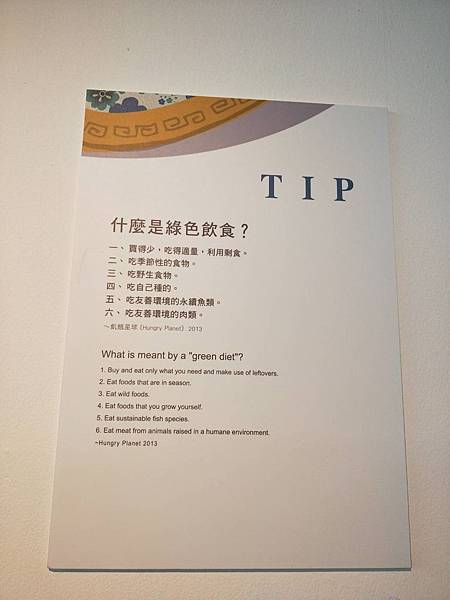 TIP
什麼是綠色飲食？
一、買得少，吃得適量，利用剩食。
二、吃季節性的食物。
三、吃野生食物。
四、吃自己種的。
五、吃友善環境的永續魚類。
六、吃友善環境的肉類。
～飢餓星球 (Hungry Planet) 2013
What is meant by a "green diet"?
1. Buy and eat only what you need and make use of leftovers.
2. Eat foods that are in season.
3. Eat wild foods.
4. Eat foods that you grow yourself.
5. Eat sustainable fish species.
6. Eat meat from animals raised in a humane environment.
~Hungry Planet 2013